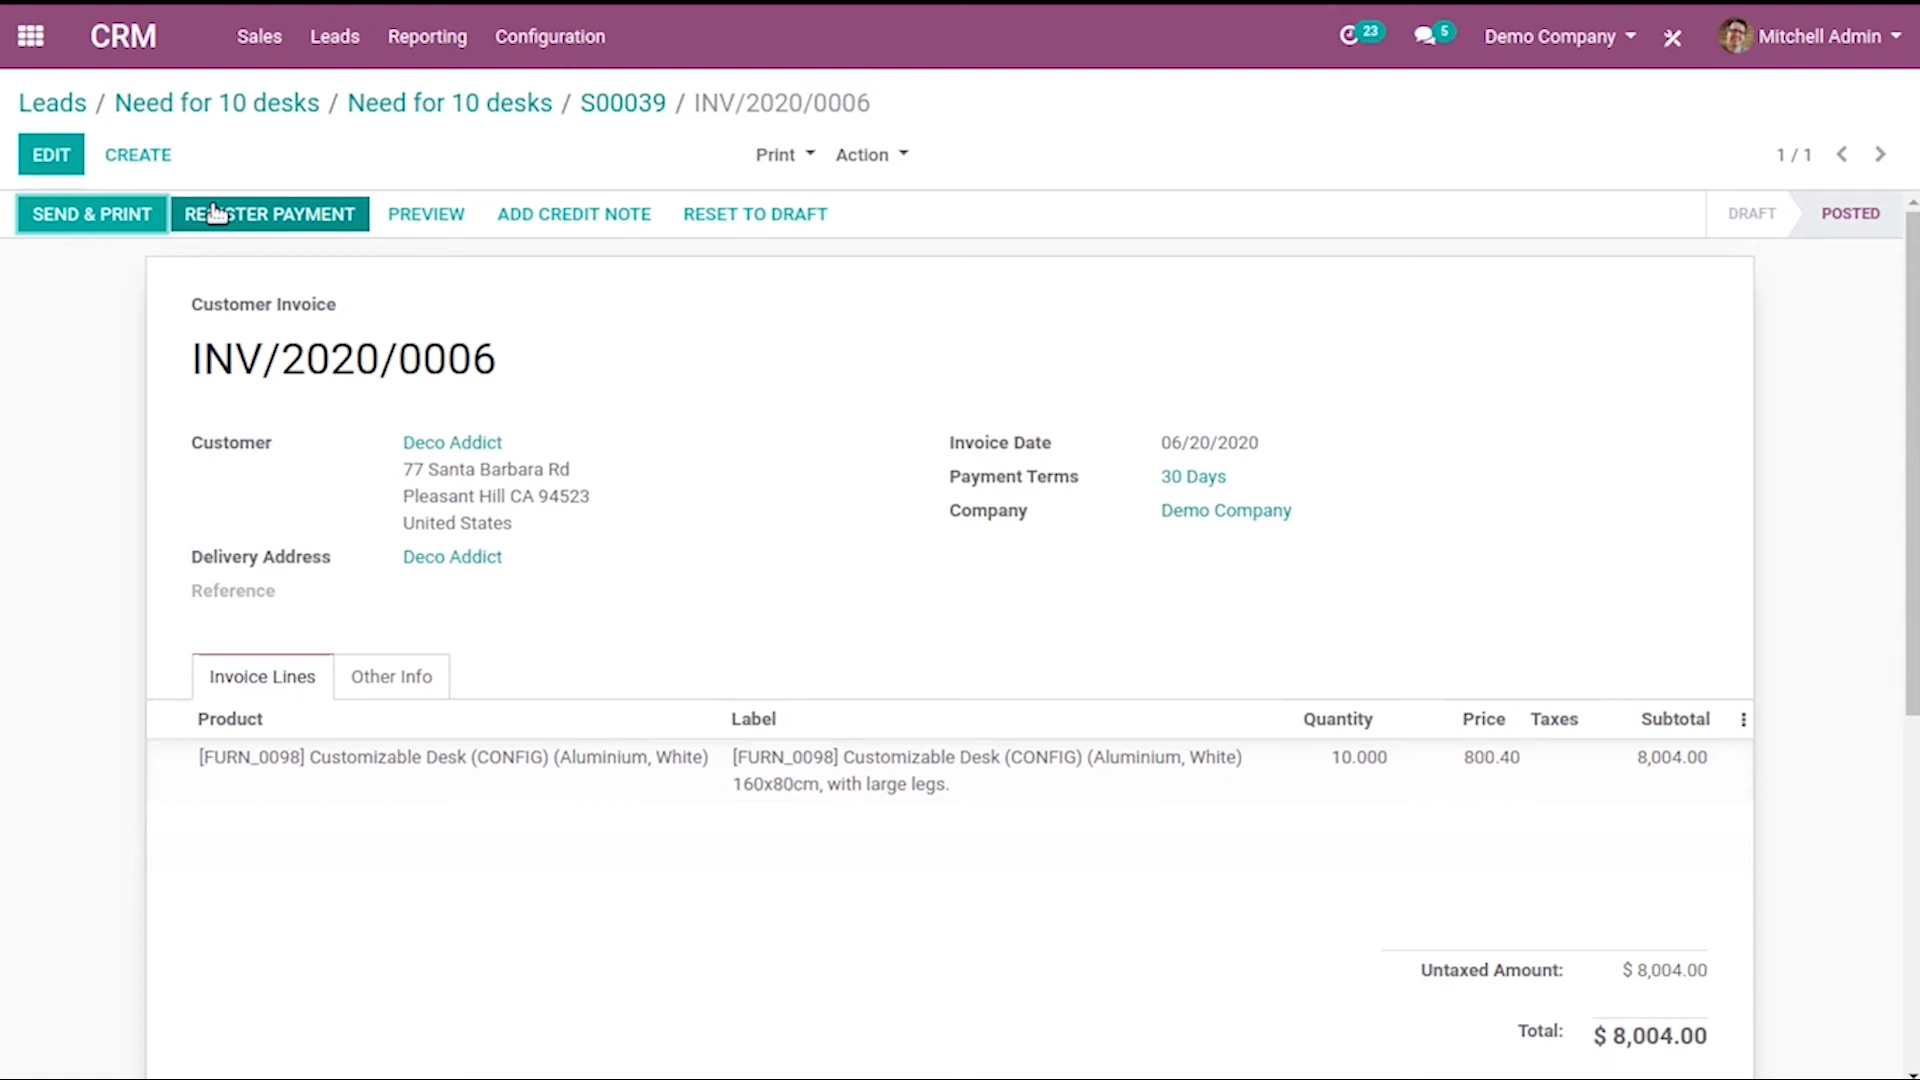 CRM Sales Leads Reporting Configuration 23 5 Demo Company Mitchell Admin
Leads / Need for 10 desks / Need for 10 desks / S00039 / INV/2020/0006
EDIT CREATE Print Action 1 / 1
SEND & PRINT REGISTER PAYMENT PREVIEW ADD CREDIT NOTE RESET TO DRAFT DRAFT POSTED
Customer Invoice
INV/2020/0006
Customer Deco Addict Invoice Date 06/20/2020
77 Santa Barbara Rd Payment Terms 30 Days
Pleasant Hill CA 94523 Company Demo Company
United States
Delivery Address Deco Addict
Reference
Invoice Lines Other Info
Product Label Quantity Price Taxes Subtotal
[FURN_0098] Customizable Desk (CONFIG) (Aluminium, White) [FURN_0098] Customizable Desk (CONFIG) (Aluminium, White) 10.000 800.40 8,004.00
160x80cm, with large legs.
Untaxed Amount: $ 8,004.00
Total: $ 8,004.00